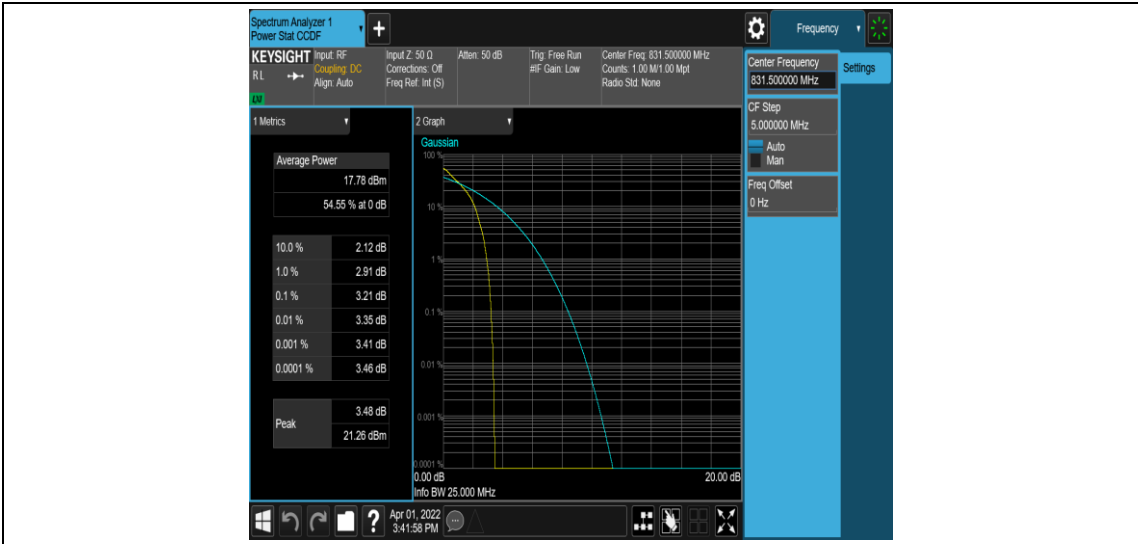 Spectrum Analyzer 1
Power Stat CCDF
+
Frequency
KEYSIGHT
RL
LNI
Input: RF
Coupling: DC
Align: Auto
Input Z: 50 Ω
Corrections: Off
Freq Ref: Int (S)
Atten: 50 dB
Trig: Free Run
#IF Gain: Low
Center Freq: 831.500000 MHz
Counts: 1.00 M/1.00 Mpt
Radio Std: None
Center Frequency
831.500000 MHz
Settings
CF Step
5.000000 MHz
Auto
Man
Freq Offset
0 Hz
1 Metrics
Average Power
17.78 dBm
54.55 % at 0 dB
10.0 % 2.12 dB
1.0 % 2.91 dB
0.1 % 3.21 dB
0.01 % 3.35 dB
0.001 % 3.41 dB
0.0001 % 3.46 dB
Peak
3.48 dB
21.26 dBm
2 Graph
Gaussian
100 %
10 %
1 %
0.1 %
0.01 %
0.001 %
0.0001 %
0.00 dB
20.00 dB
Info BW 25.000 MHz
?
Apr 01, 2022
3:41:58 PM